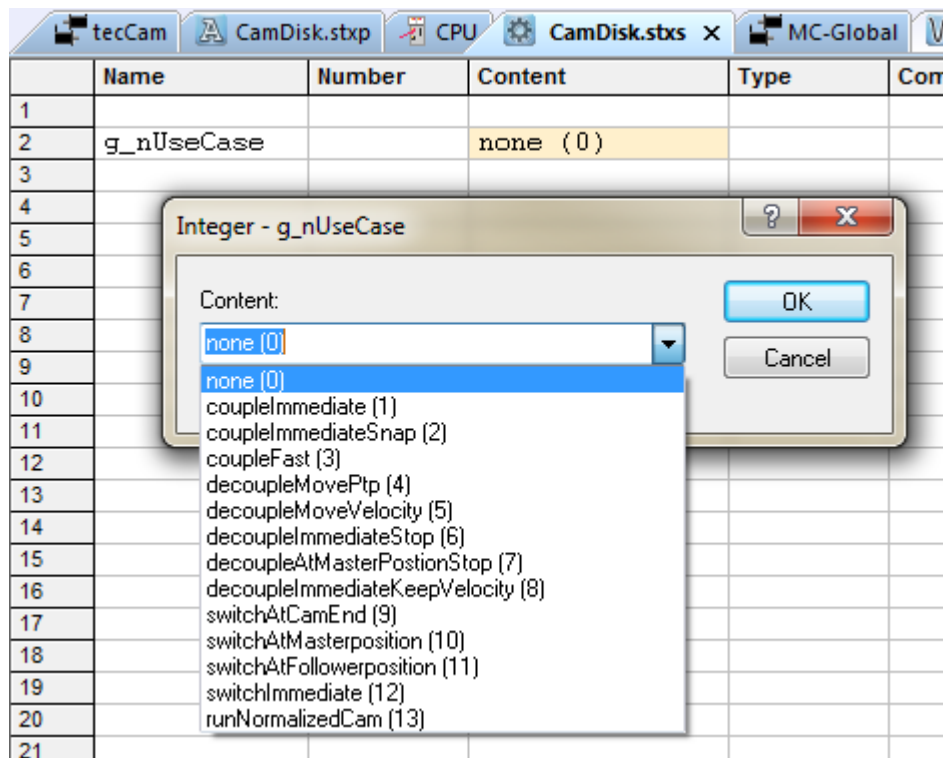 tecCam CamDisk.stxp CPU CamDisk.stxs x MC-Global
Name Number Content Type Com
1
2 g_nUseCase none (0)
3
4
Integer - g_nUseCase
5
6
7 Content: OK
8 none (0)
9 Cancel
none (0)
10 coupleImmediate (1)
11 coupleImmediateSnap (2)
12 coupleFast (3)
13 decoupleMovePtp (4)
decoupleMoveVelocity (5)
14 decoupleImmediateStop (6)
15 decoupleAtMasterPostionStop (7)
16 decoupleImmediateKeepVelocity (8)
17 switchAtCamEnd (9)
18 switchAtMasterposition (10)
switchAtFollowerposition (11)
19 switchImmediate (12)
20 runNormalizedCam (13)
21